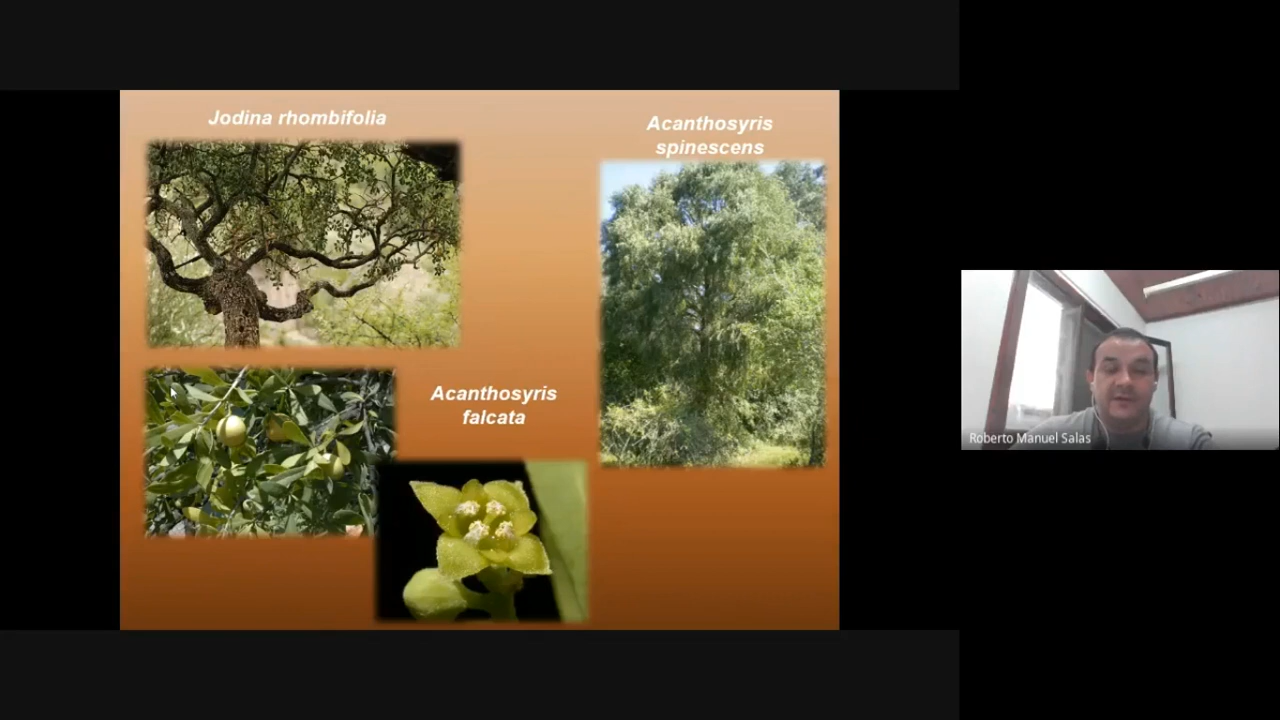 Jodina rhombifolia
Acanthosyris
spinescens
Acanthosyris
falcata
Roberto Manuel Salas